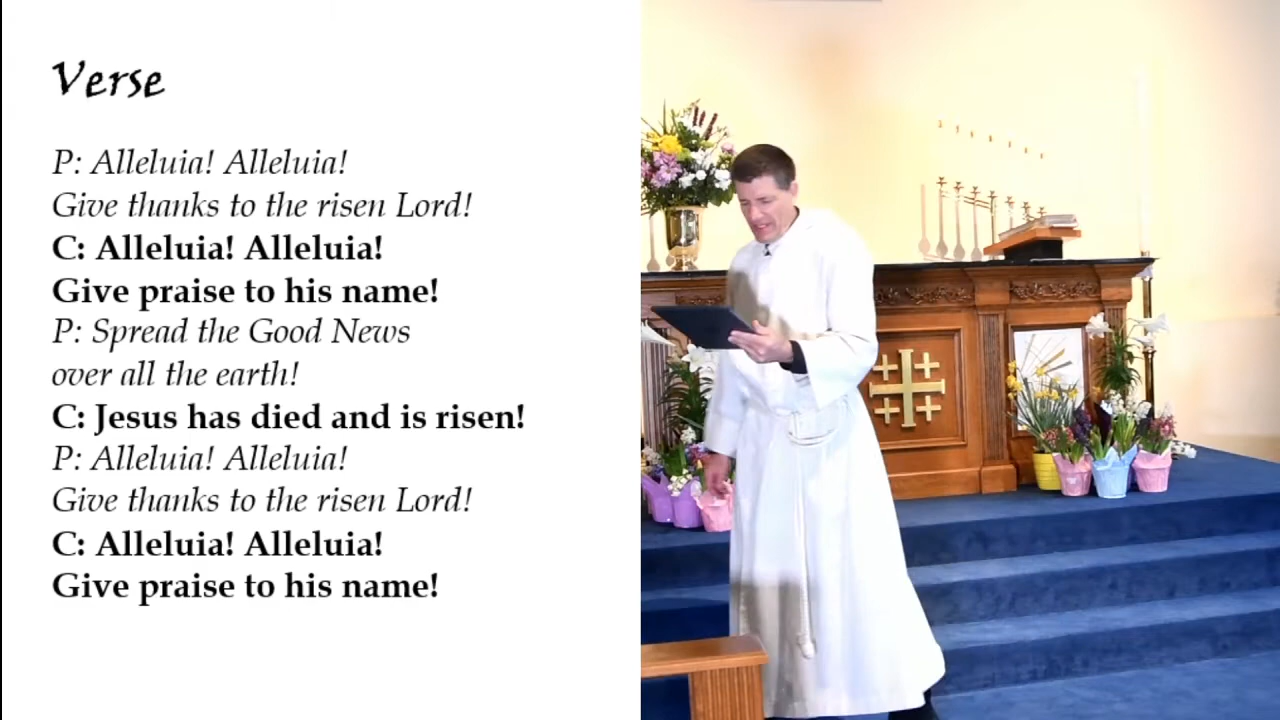 Verse
P: Alleluia! Alleluia!
Give thanks to the risen Lord!
C: Alleluia! Alleluia!
Give praise to his name!
P: Spread the Good News
over all the earth!
C: Jesus has died and is risen!
P: Alleluia! Alleluia!
Give thanks to the risen Lord!
C: Alleluia! Alleluia!
Give praise to his name!